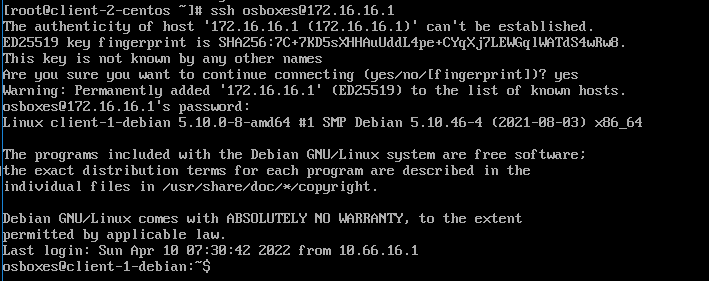 [root@client-2-centos ~]# ssh osboxes@172.16.16.1
The authenticity of host '172.16.16.1 (172.16.16.1)' can't be established.
ED25519 key fingerprint is SHA256:7C+7KD5sXHHAuUddL4pe+CYqXj7LEWGqlWATdS4wRw8.
This key is not known by any other names
Are you sure you want to continue connecting (yes/no/[fingerprint])? yes
Warning: Permanently added '172.16.16.1' (ED25519) to the list of known hosts.
osboxes@172.16.16.1's password:
Linux client-1-debian 5.10.0-8-amd64 #1 SMP Debian 5.10.46-4 (2021-08-03) x86_64
The programs included with the Debian GNU/Linux system are free software;
the exact distribution terms for each program are described in the
individual files in /usr/share/doc/*/copyright.
Debian GNU/Linux comes with ABSOLUTELY NO WARRANTY, to the extent
permitted by applicable law.
Last login: Sun Apr 10 07:30:42 2022 from 10.66.16.1
osboxes@client-1-debian:~$